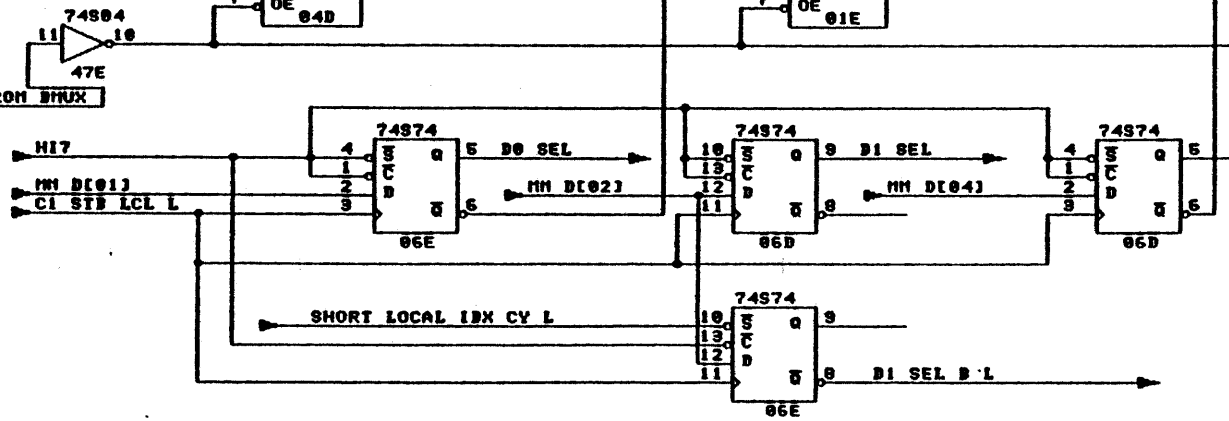 OE
04D
OE
01E
74S04
11
10
47E
ROM DMUX
HI7
MM D[01]
C1 STB LCL L
74S74
4 S Q 5
1 C
2 D
3 Q 6
06E
D0 SEL
MM D[02]
74S74
10 S Q 9
13 C
12 D
11 Q 8
06D
D1 SEL
MM D[04]
74S74
4 S Q 5
1 C
2 D
3 Q 6
06D
SHORT LOCAL IDX CY L
74S74
10 S Q 9
13 C
12 D
11 Q 8
06E
D1 SEL B L